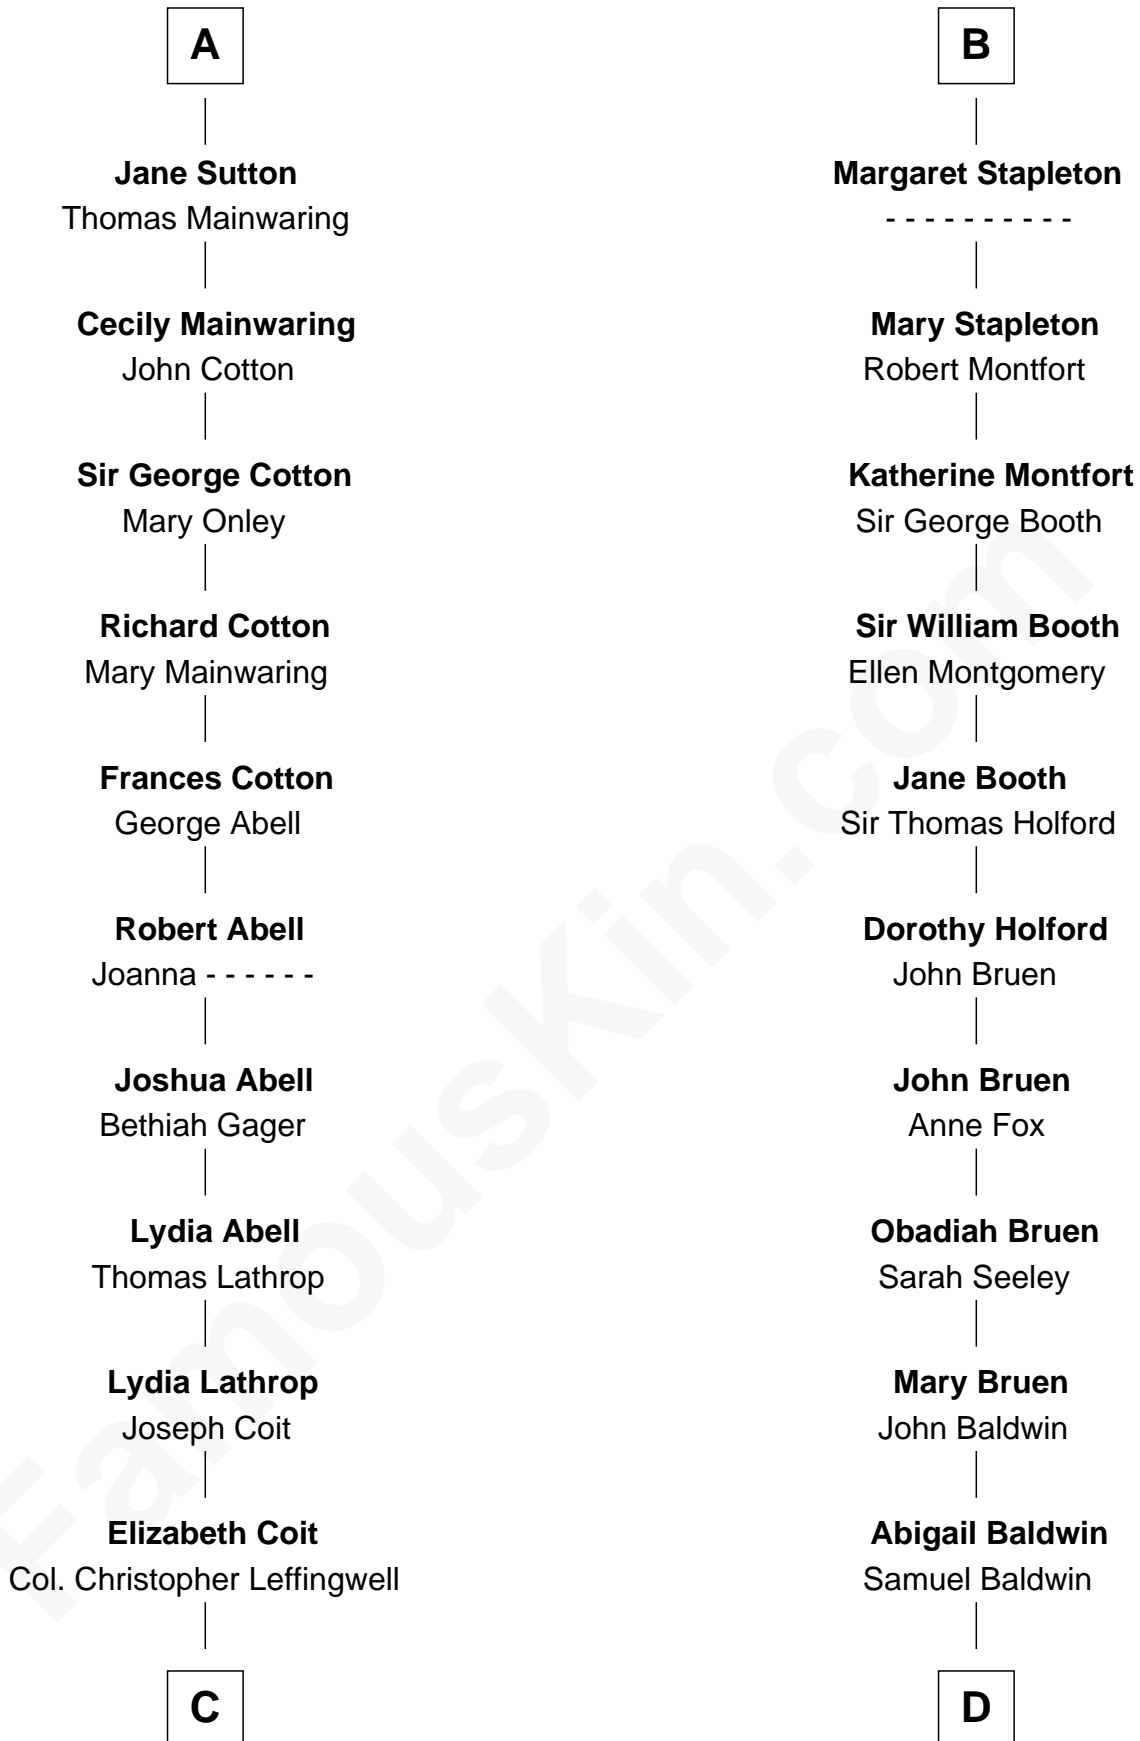 A
Jane Sutton
Thomas Mainwaring
Cecily Mainwaring
John Cotton
Sir George Cotton
Mary Onley
Richard Cotton
Mary Mainwaring
Frances Cotton
George Abell
Robert Abell
Joanna - - - - - -
Joshua Abell
Bethiah Gager
Lydia Abell
Thomas Lathrop
Lydia Lathrop
Joseph Coit
Elizabeth Coit
Col. Christopher Leffingwell
C
B
Margaret Stapleton
- - - - - - - - - -
Mary Stapleton
Robert Montfort
Katherine Montfort
Sir George Booth
Sir William Booth
Ellen Montgomery
Jane Booth
Sir Thomas Holford
Dorothy Holford
John Bruen
John Bruen
Anne Fox
Obadiah Bruen
Sarah Seeley
Mary Bruen
John Baldwin
Abigail Baldwin
Samuel Baldwin
D
FamousKin.com